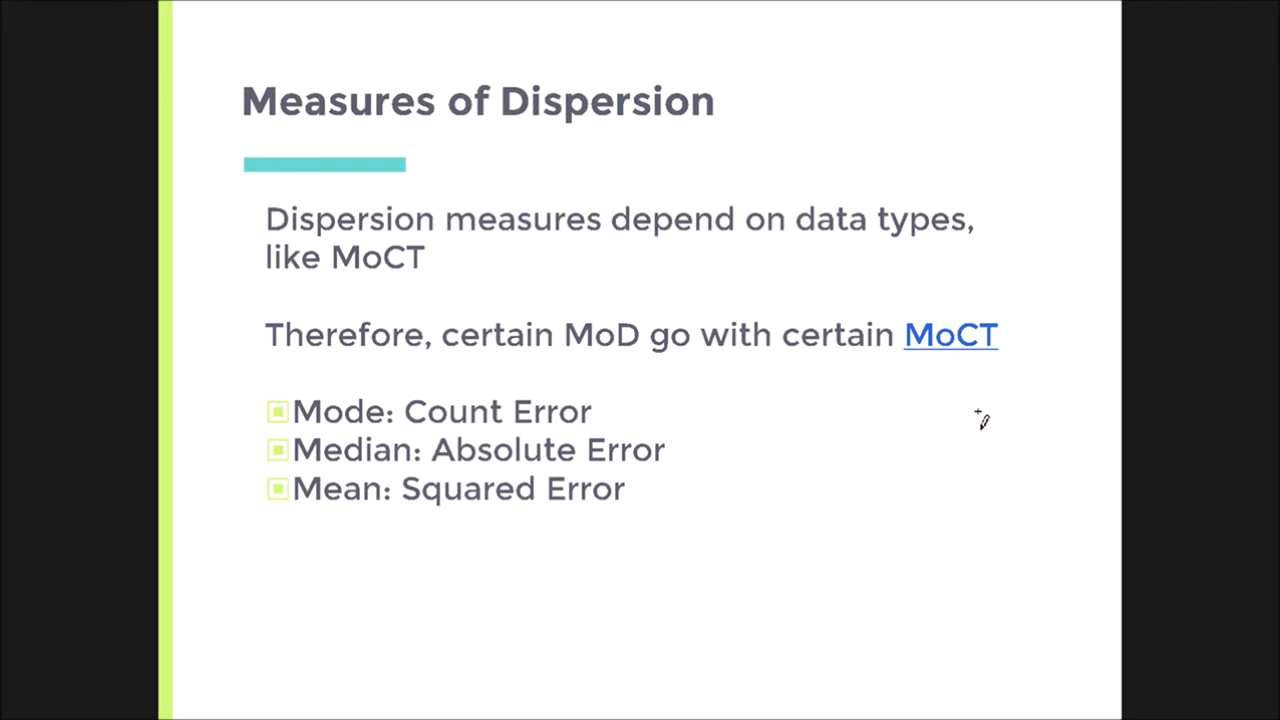 Measures of Dispersion
Dispersion measures depend on data types,
like MoCT
Therefore, certain MoD go with certain MoCT
Mode: Count Error
Median: Absolute Error
Mean: Squared Error